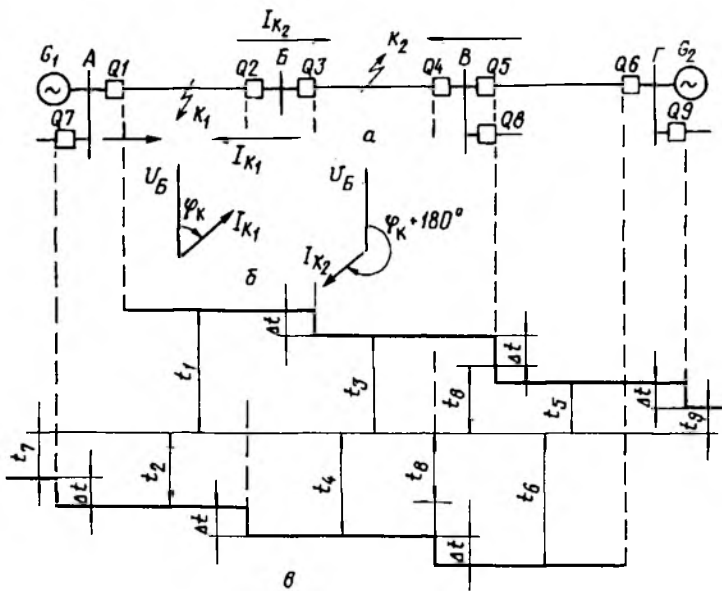 I_K₂ K₂
G₁ A Q1 Q2 Б Q3 Q4 В Q5 Q6 Г G₂
Q7 K₁ Q8 Q9
I_K₁ а
U_Б φ_K I_K₁ U_Б φ_K+180° I_K₂
б
Δt Δt
t₁ t₃ t₈ t₅ Δt t₉
t₇ t₂ t₄ t₈ t₆
Δt Δt Δt
в